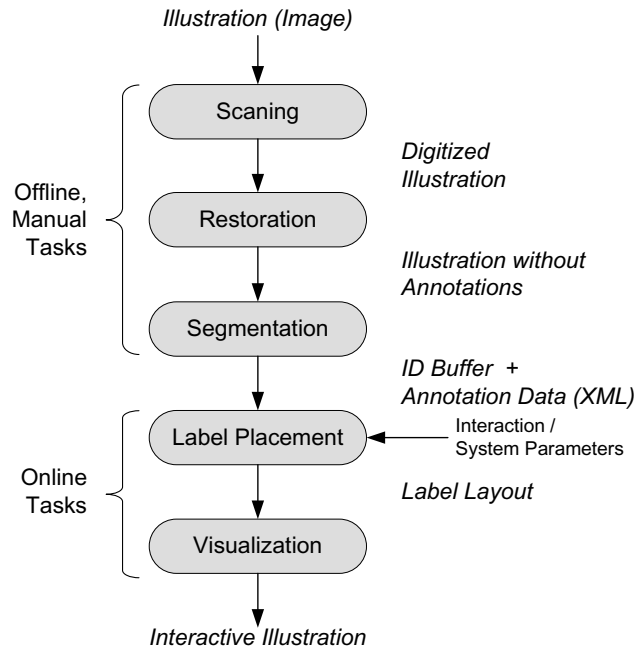 Illustration (Image)
Scaning
Digitized
Illustration
Offline,
Manual
Tasks
Restoration
Illustration without
Annotations
Segmentation
ID Buffer +
Annotation Data (XML)
Label Placement
Interaction /
System Parameters
Online
Tasks
Label Layout
Visualization
Interactive Illustration